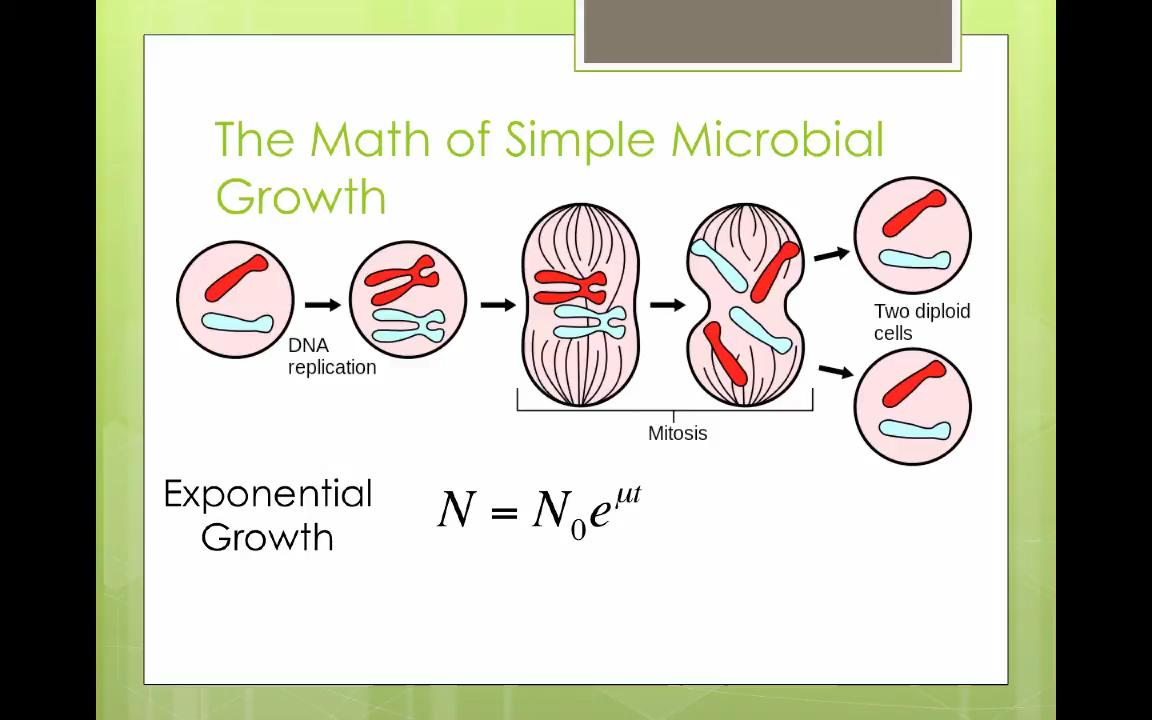 The Math of Simple Microbial
Growth
DNA
replication
Mitosis
Two diploid
cells
Exponential
Growth
N = N₀e^{μt}